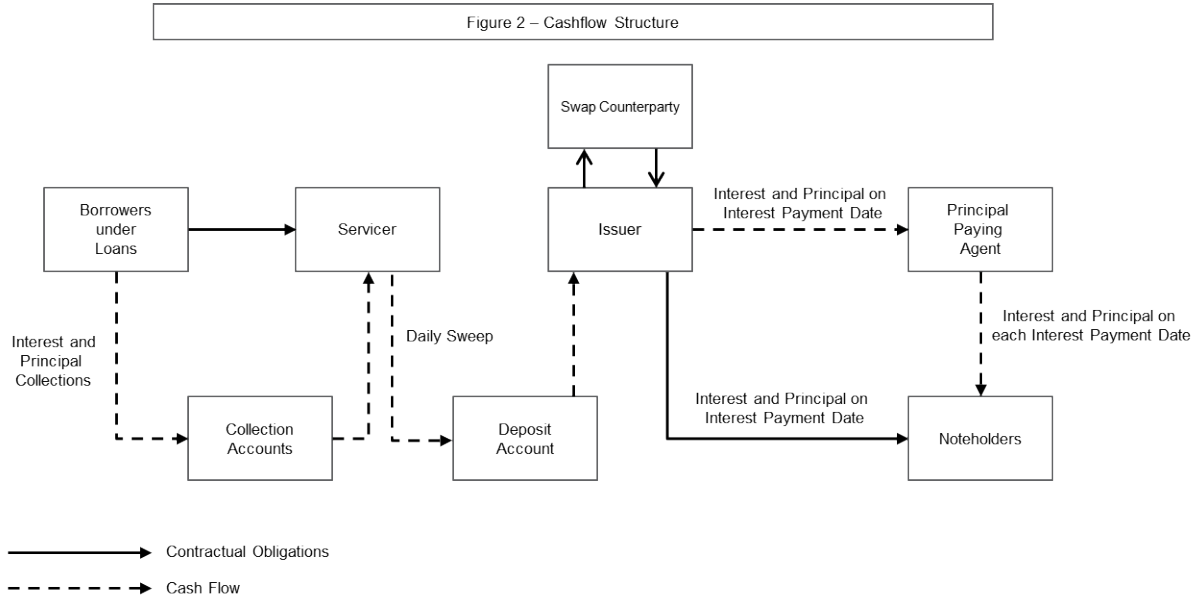 Figure 2 – Cashflow Structure
Swap Counterparty
Borrowers
under
Loans
Servicer
Issuer
Interest and Principal on
Interest Payment Date
Principal
Paying
Agent
Interest and
Principal
Collections
Daily Sweep
Interest and Principal on
each Interest Payment Date
Collection
Accounts
Deposit
Account
Interest and Principal on
Interest Payment Date
Noteholders
Contractual Obligations
Cash Flow